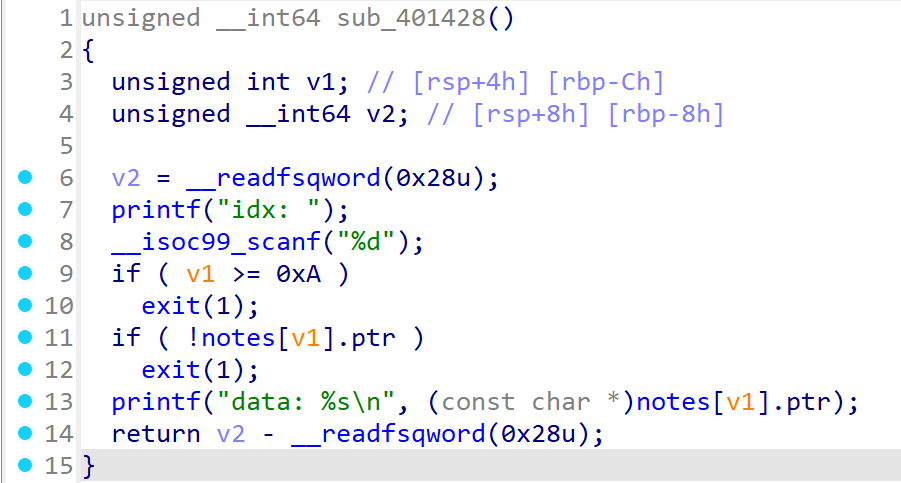 1 unsigned __int64 sub_401428()
2 {
3 unsigned int v1; // [rsp+4h] [rbp-Ch]
4 unsigned __int64 v2; // [rsp+8h] [rbp-8h]
5
6 v2 = __readfsqword(0x28u);
7 printf("idx: ");
8 __isoc99_scanf("%d");
9 if ( v1 >= 0xA )
10 exit(1);
11 if ( !notes[v1].ptr )
12 exit(1);
13 printf("data: %s\n", (const char *)notes[v1].ptr);
14 return v2 - __readfsqword(0x28u);
15 }